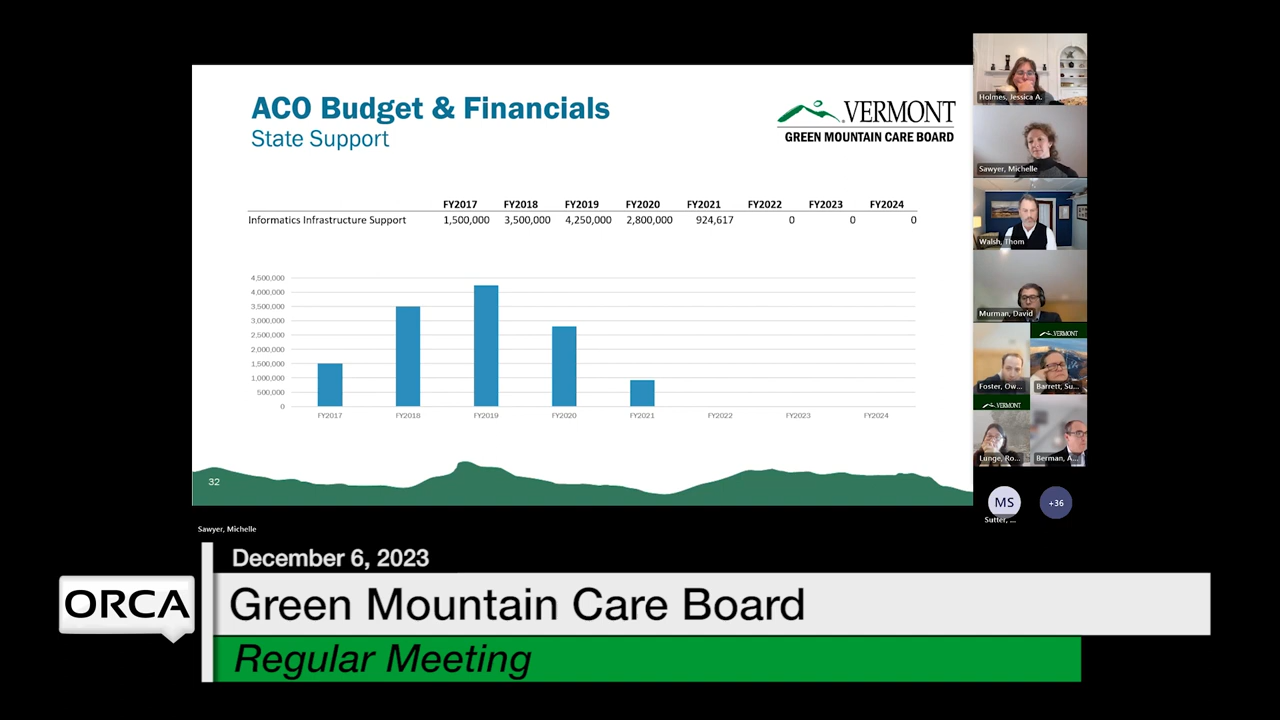 ACO Budget & Financials
State Support
VERMONT
GREEN MOUNTAIN CARE BOARD
FY2017 FY2018 FY2019 FY2020 FY2021 FY2022 FY2023 FY2024
Informatics Infrastructure Support 1,500,000 3,500,000 4,250,000 2,800,000 924,617 0 0 0
4,500,000
4,000,000
3,500,000
3,000,000
2,500,000
2,000,000
1,500,000
1,000,000
500,000
0
FY2017 FY2018 FY2019 FY2020 FY2021 FY2022 FY2023 FY2024
32
Holmes, Jessica A.
Sawyer, Michelle
Walsh, Thom
Murman, David
VERMONT
Foster, Ow... Barrett, Su...
VERMONT
Lunge, Ro... Berman, A...
MS +36
Sutter, ...
Sawyer, Michelle
December 6, 2023
ORCA
Green Mountain Care Board
Regular Meeting